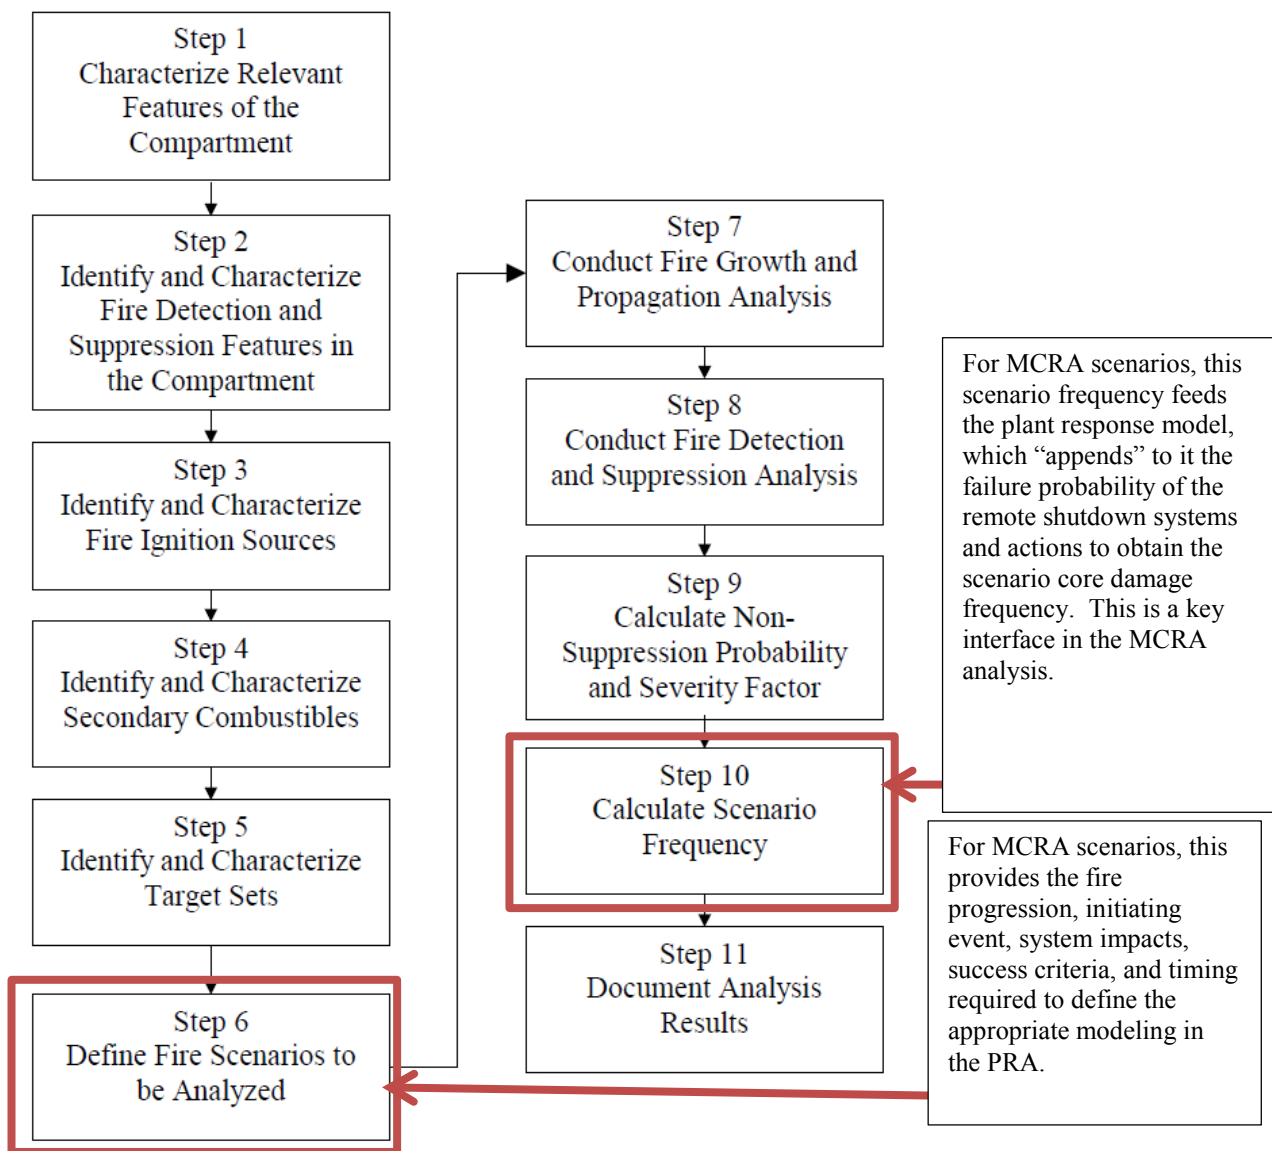 Step 1
Characterize Relevant
Features of the
Compartment
Step 2
Identify and Characterize
Fire Detection and
Suppression Features in
the Compartment
Step 3
Identify and Characterize
Fire Ignition Sources
Step 4
Identify and Characterize
Secondary Combustibles
Step 5
Identify and Characterize
Target Sets
Step 6
Define Fire Scenarios to
be Analyzed
Step 7
Conduct Fire Growth and
Propagation Analysis
Step 8
Conduct Fire Detection
and Suppression Analysis
Step 9
Calculate Non-
Suppression Probability
and Severity Factor
Step 10
Calculate Scenario
Frequency
Step 11
Document Analysis
Results
For MCRA scenarios, this
scenario frequency feeds
the plant response model,
which “appends” to it the
failure probability of the
remote shutdown systems
and actions to obtain the
scenario core damage
frequency.  This is a key
interface in the MCRA
analysis.
For MCRA scenarios, this
provides the fire
progression, initiating
event, system impacts,
success criteria, and timing
required to define the
appropriate modeling in
the PRA.